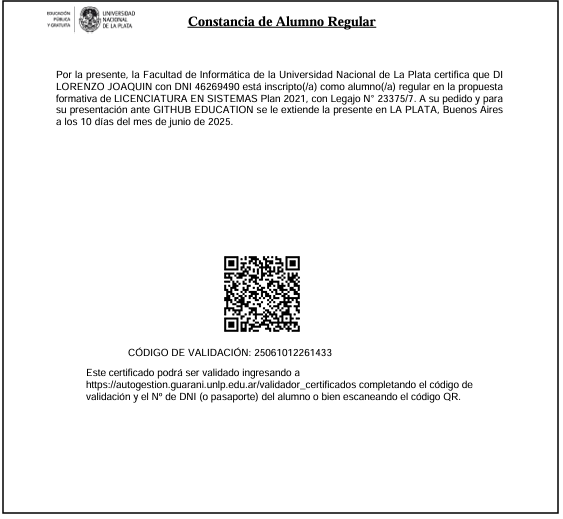 EDUCACIÓN
PÚBLICA
Y GRATUITA
UNIVERSIDAD
NACIONAL
DE LA PLATA
Constancia de Alumno Regular
Por la presente, la Facultad de Informática de la Universidad Nacional de La Plata certifica que DI
LORENZO JOAQUIN con DNI 46269490 está inscripto(/a) como alumno(/a) regular en la propuesta
formativa de LICENCIATURA EN SISTEMAS Plan 2021, con Legajo N° 23375/7. A su pedido y para
su presentación ante GITHUB EDUCATION se le extiende la presente en LA PLATA, Buenos Aires
a los 10 días del mes de junio de 2025.
CÓDIGO DE VALIDACIÓN: 25061012261433
Este certificado podrá ser validado ingresando a
https://autogestion.guarani.unlp.edu.ar/validador_certificados completando el código de
validación y el Nº de DNI (o pasaporte) del alumno o bien escaneando el código QR.